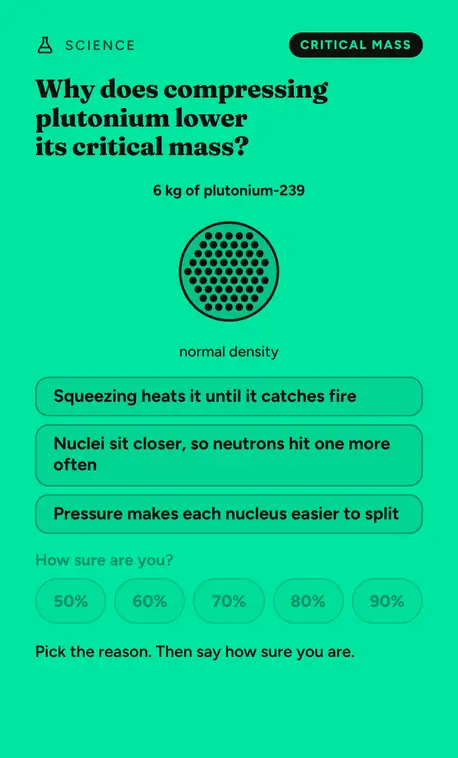 SCIENCE
CRITICAL MASS
Why does compressing
plutonium lower
its critical mass?
6 kg of plutonium-239
normal density
Squeezing heats it until it catches fire
Nuclei sit closer, so neutrons hit one more
often
Pressure makes each nucleus easier to split
How sure are you?
50%
60%
70%
80%
90%
Pick the reason. Then say how sure you are.